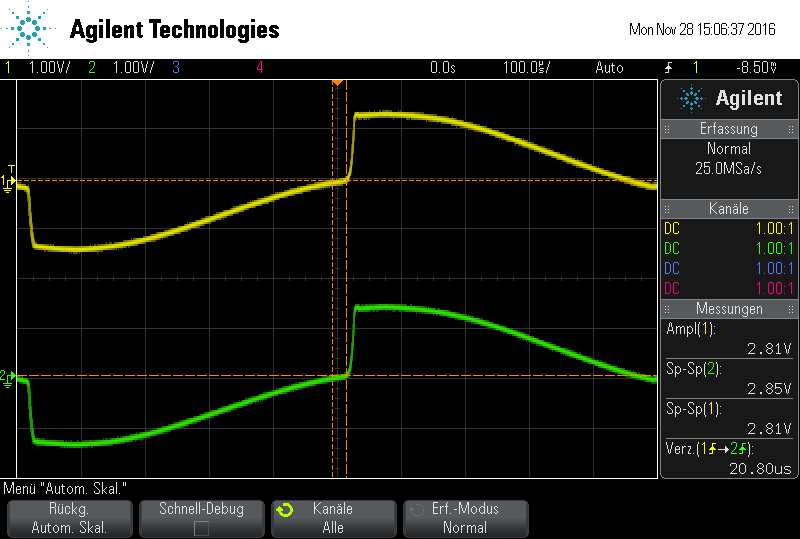 Agilent Technologies
Mon Nov 28 15:06:37 2016
1 1.00V/ 2 1.00V/ 3 4 0.0s 100.0us/ Auto 1 -8.50mV
Agilent
Erfassung
Normal
25.0MSa/s
Kanäle
DC 1.00:1
DC 1.00:1
DC 1.00:1
DC 1.00:1
Messungen
Ampl(1):
2.81V
Sp-Sp(2):
2.85V
Sp-Sp(1):
2.81V
Verz.(1→2):
20.80us
T
1
2
Menü "Autom. Skal."
Rückg.
Autom. Skal.
Schnell-Debug
Kanäle
Alle
Erf.-Modus
Normal